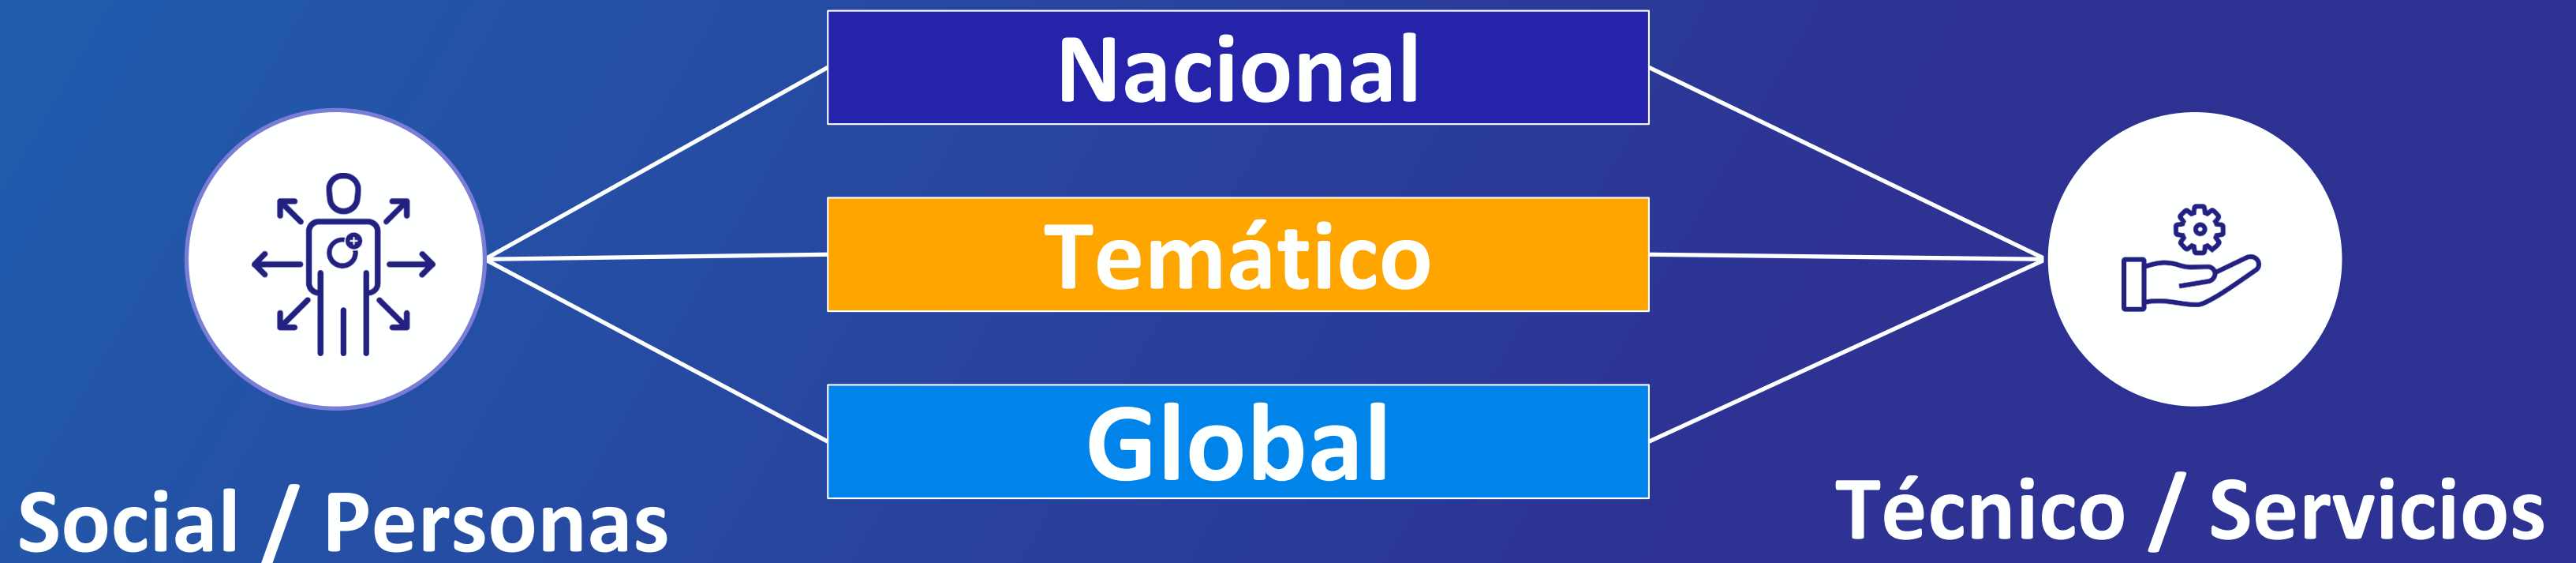 Nacional
Temático
Global
Social / Personas
Técnico / Servicios